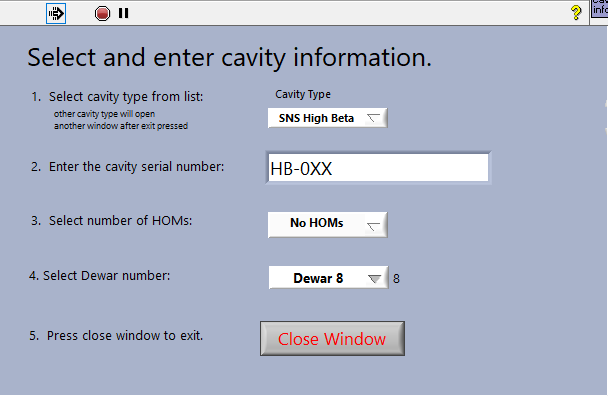 ?
Select and enter cavity information.
1. Select cavity type from list:
other cavity type will open
another window after exit pressed
Cavity Type
SNS High Beta
2. Enter the cavity serial number:
HB-0XX
3. Select number of HOMs:
No HOMs
4. Select Dewar number:
Dewar 8
8
5. Press close window to exit.
Close Window